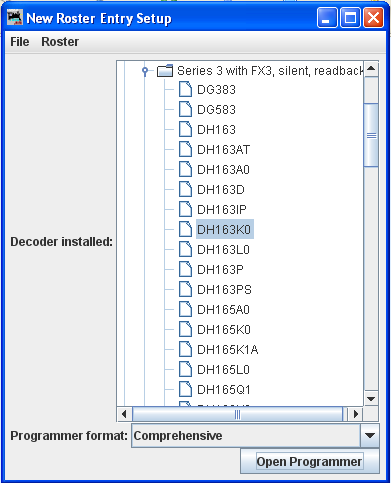 New Roster Entry Setup
File Roster
Series 3 with FX3, silent, readback
DG383
DG583
DH163
DH163AT
DH163A0
DH163D
DH163IP
Decoder installed:
DH163K0
DH163L0
DH163P
DH163PS
DH165A0
DH165K0
DH165K1A
DH165L0
DH165Q1
Programmer format: Comprehensive
Open Programmer